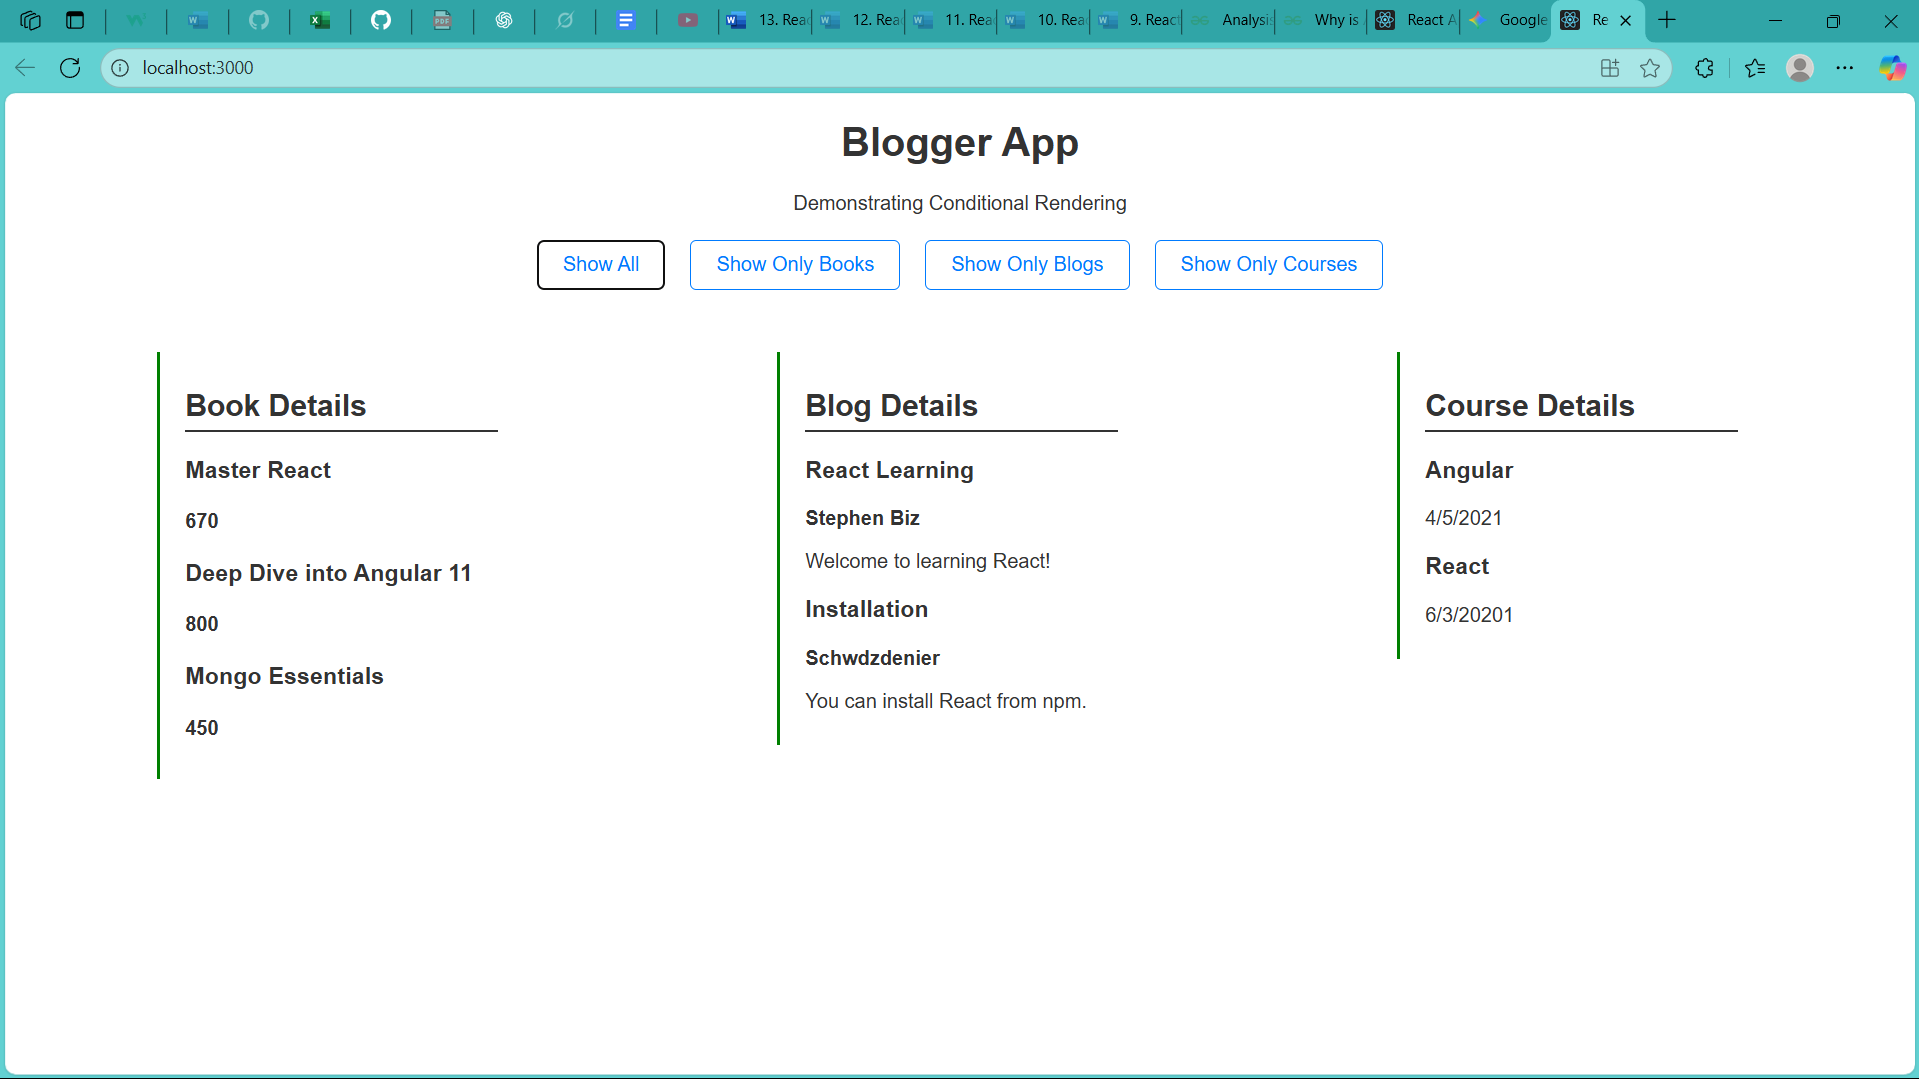 13. Reac
12. Rea
11. Rea
10. Rea
9. React
Analysis
Why is
React A
Google
Re
localhost:3000
Blogger App
Demonstrating Conditional Rendering
Show All
Show Only Books
Show Only Blogs
Show Only Courses
Book Details
Master React
670
Deep Dive into Angular 11
800
Mongo Essentials
450
Blog Details
React Learning
Stephen Biz
Welcome to learning React!
Installation
Schwdzdenier
You can install React from npm.
Course Details
Angular
4/5/2021
React
6/3/20201